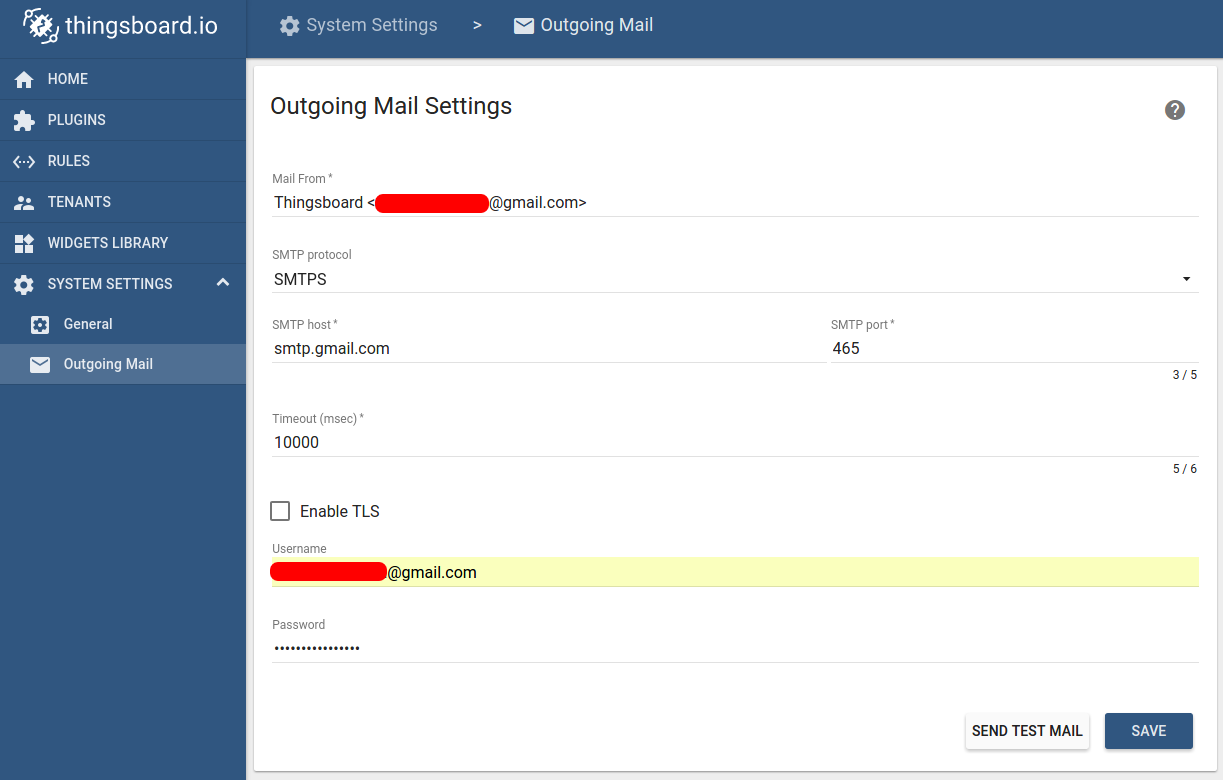 thingsboard.io
System Settings > Outgoing Mail
HOME
PLUGINS
RULES
TENANTS
WIDGETS LIBRARY
SYSTEM SETTINGS
General
Outgoing Mail
Outgoing Mail Settings
?
Mail From *
Thingsboard < @gmail.com>
SMTP protocol
SMTPS
SMTP host *
smtp.gmail.com
SMTP port *
465
3 / 5
Timeout (msec) *
10000
5 / 6
Enable TLS
Username
@gmail.com
Password
••••••••••••••••
SEND TEST MAIL
SAVE